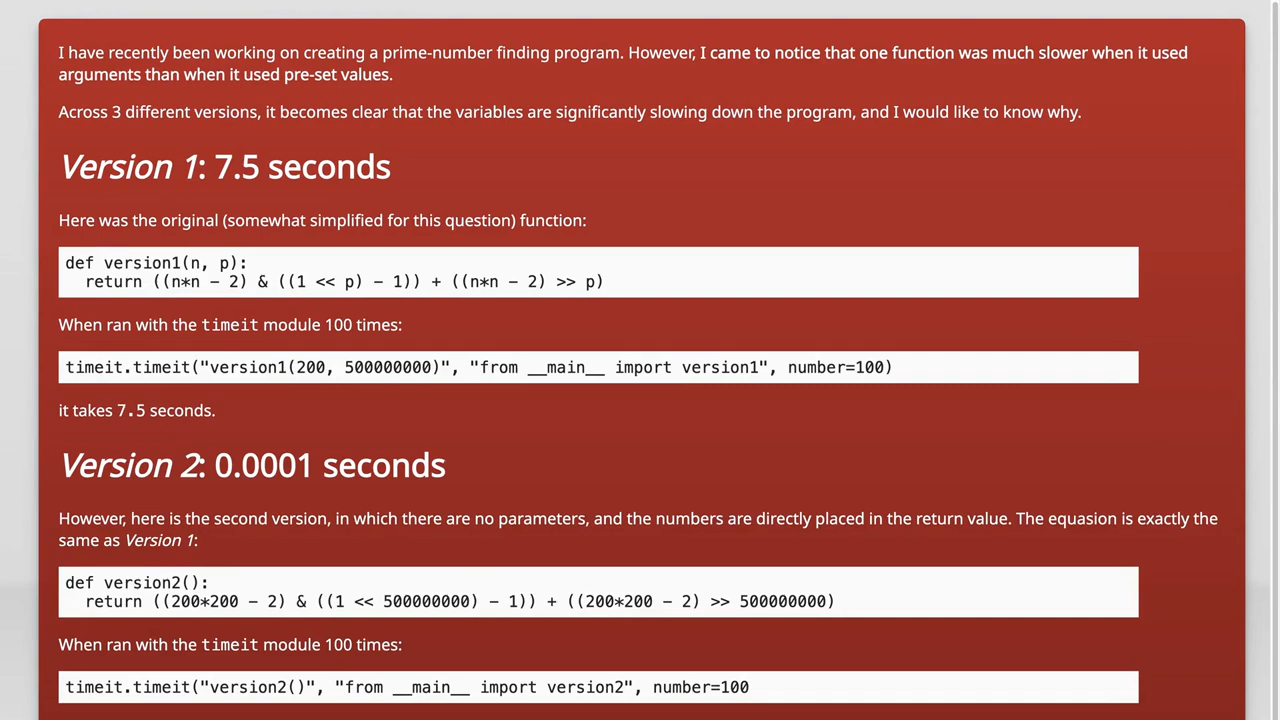 I have recently been working on creating a prime-number finding program. However, I came to notice that one function was much slower when it used
arguments than when it used pre-set values.
Across 3 different versions, it becomes clear that the variables are significantly slowing down the program, and I would like to know why.
Version 1: 7.5 seconds
Here was the original (somewhat simplified for this question) function:
def version1(n, p):
  return ((n*n − 2) & ((1 << p) − 1)) + ((n*n − 2) >> p)
When ran with the timeit module 100 times:
timeit.timeit("version1(200, 500000000)", "from __main__ import version1", number=100)
it takes 7.5 seconds.
Version 2: 0.0001 seconds
However, here is the second version, in which there are no parameters, and the numbers are directly placed in the return value. The equasion is exactly the
same as Version 1:
def version2():
  return ((200*200 − 2) & ((1 << 500000000) − 1)) + ((200*200 − 2) >> 500000000)
When ran with the timeit module 100 times:
timeit.timeit("version2()", "from __main__ import version2", number=100